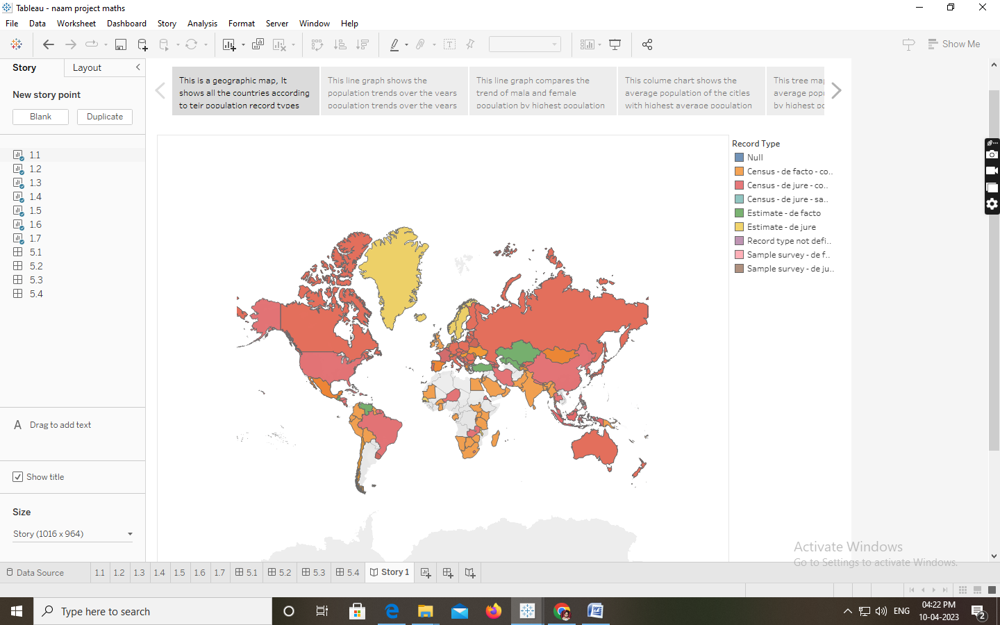 Tableau - naam project maths
File Data Worksheet Dashboard Story Analysis Format Server Window Help
Show Me
Story Layout
New story point
Blank Duplicate
1.1
1.2
1.3
1.4
1.5
1.6
1.7
5.1
5.2
5.3
5.4
A Drag to add text
Show title
Size
Story (1016 x 964)
This is a geographic map, It
shows all the countries according
to teir population record types
This line graph shows the
population trends over the years
population trends over the years
This line graph compares the
trend of mala and female
population by highest population
This colume chart shows the
average population of the citles
with highest average population
This tree map
average popu
by highest po
Record Type
Null
Census - de facto - co..
Census - de jure - co..
Census - de jure - sa..
Estimate - de facto
Estimate - de jure
Record type not defi..
Sample survey - de f..
Sample survey - de ju..
Activate Windows
Go to Settings to activate Windows.
Data Source 1.1 1.2 1.3 1.4 1.5 1.6 1.7 5.1 5.2 5.3 5.4 Story 1
Type here to search
ENG
04:22 PM
10-04-2023
2